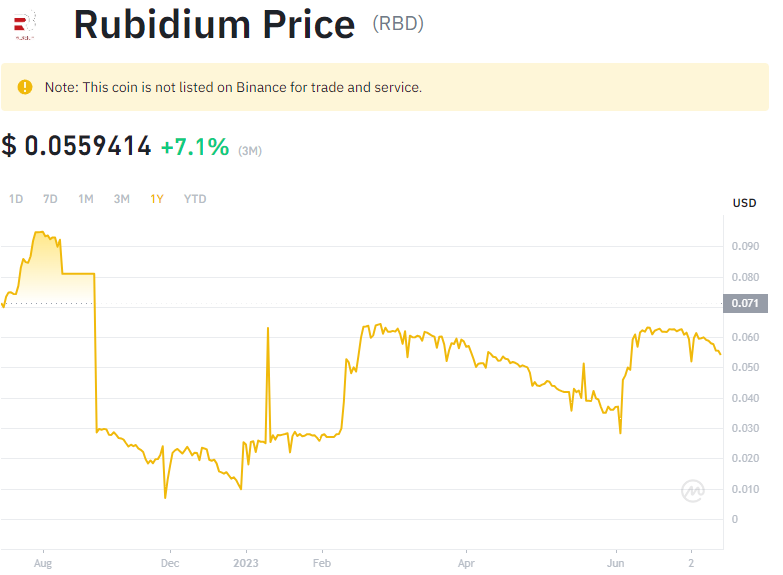 Rubidium Price (RBD)
Note: This coin is not listed on Binance for trade and service.
$ 0.0559414 +7.1% (3M)
1D 7D 1M 3M 1Y YTD
USD
0.090
0.080
0.071
0.060
0.050
0.040
0.030
0.020
0.010
0
Aug Dec 2023 Feb Apr Jun 2